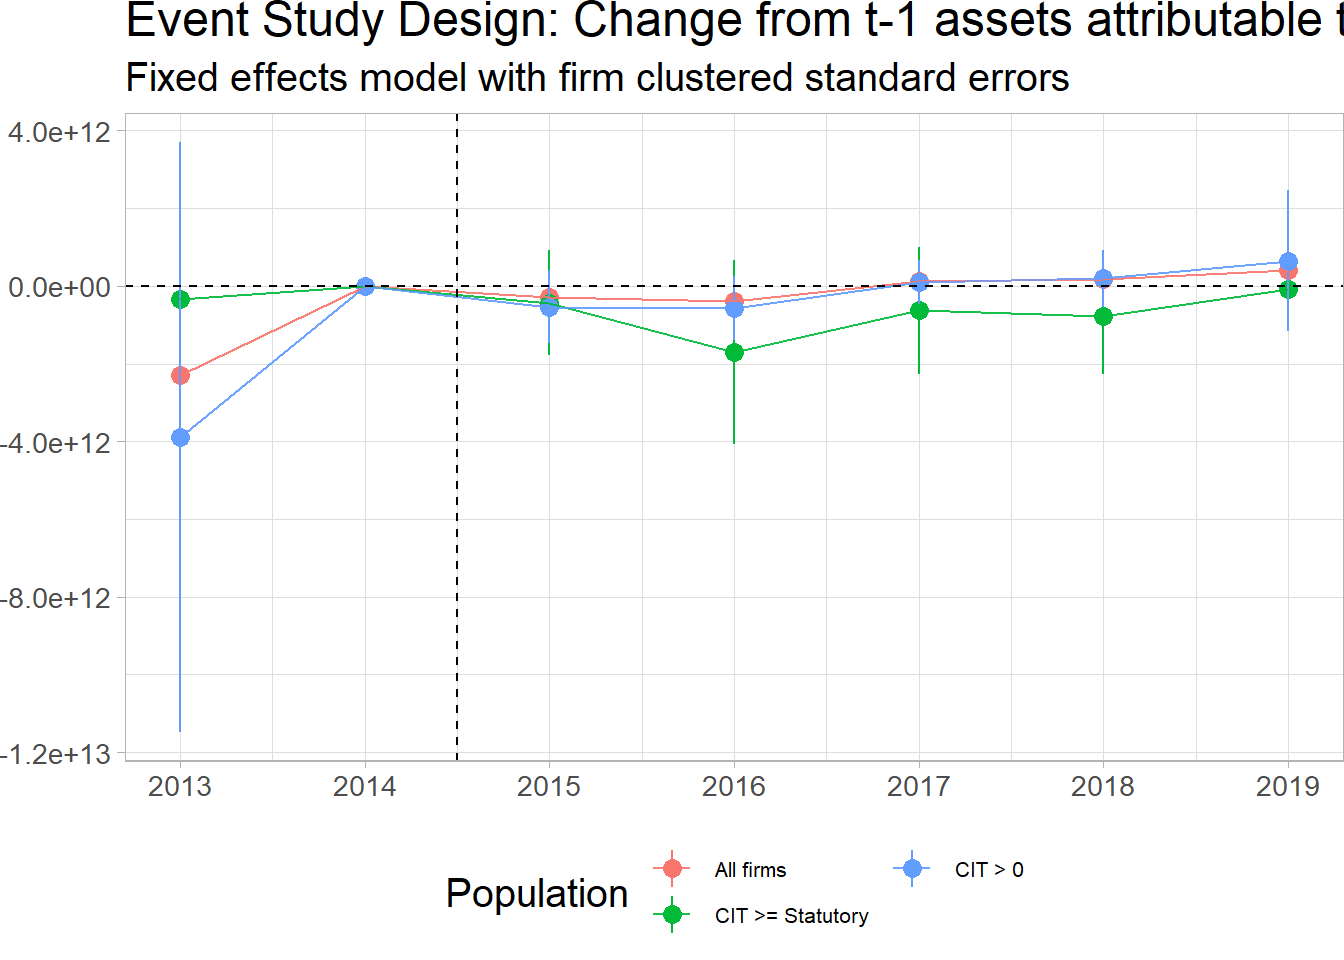 Event Study Design: Change from t-1 assets attributable
Fixed effects model with firm clustered standard errors
4.0e+12
0.0e+00
-4.0e+12
-8.0e+12
-1.2e+13
2013 2014 2015 2016 2017 2018 2019
Population
All firms
CIT > 0
CIT >= Statutory